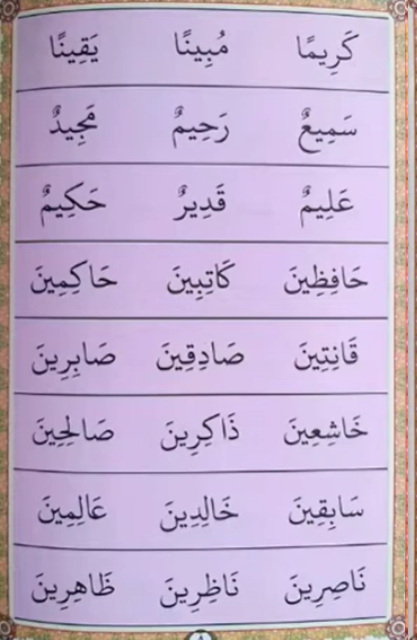 كَرِيمًا مُبِينًا يَقِينًا
سَمِيعٌ رَحِيمٌ مَجِيدٌ
عَلِيمٌ قَدِيرٌ حَكِيمٌ
حَافِظِينَ كَاتِبِينَ حَاكِمِينَ
قَانِتِينَ صَادِقِينَ صَابِرِينَ
خَاشِعِينَ ذَاكِرِينَ صَالِحِينَ
سَابِقِينَ خَالِدِينَ عَالِمِينَ
نَاصِرِينَ نَاظِرِينَ ظَاهِرِينَ